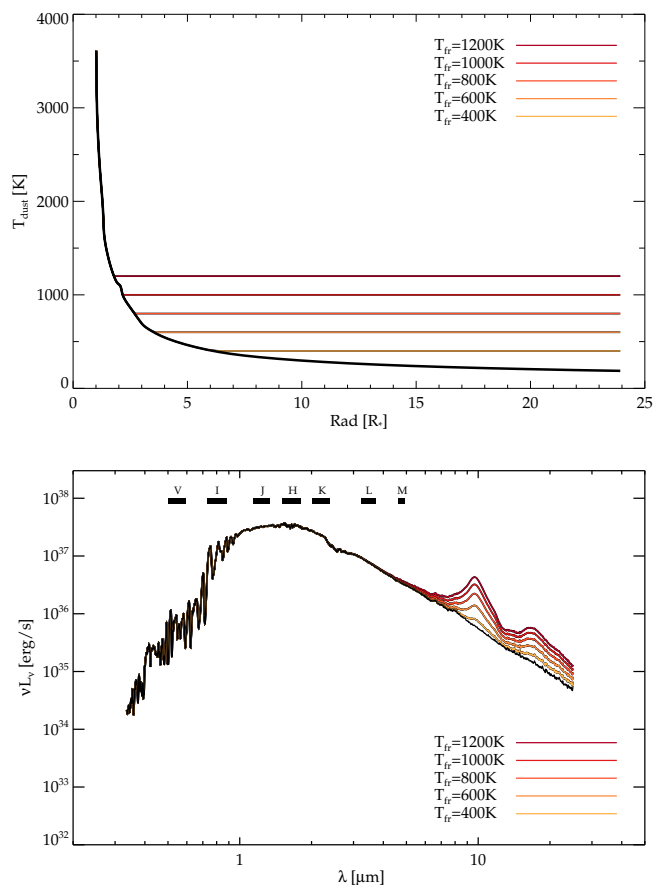 T_fr=1200K
T_fr=1000K
T_fr=800K
T_fr=600K
T_fr=400K
4000
3000
2000
1000
0
T_dust [K]
0 5 10 15 20 25
Rad [R_*]
V I J H K L M
10^38
10^37
10^36
10^35
10^34
10^33
10^32
νL_ν [erg/s]
T_fr=1200K
T_fr=1000K
T_fr=800K
T_fr=600K
T_fr=400K
1 10
λ [µm]